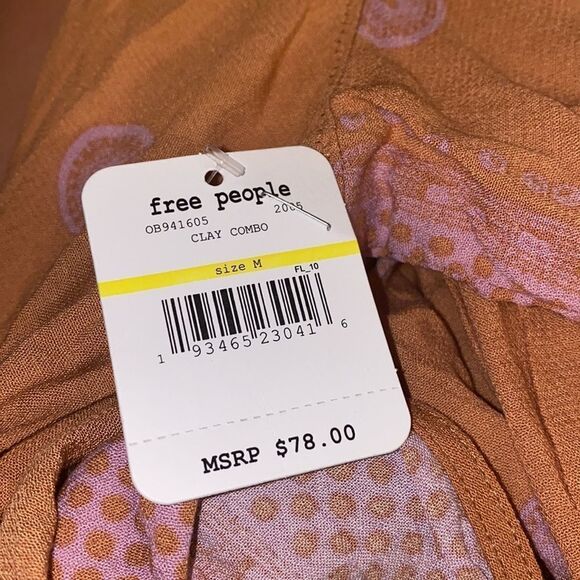 free people
OB941605 2005
CLAY COMBO
size M
FL_10
1 93465 23041 6
MSRP $78.00